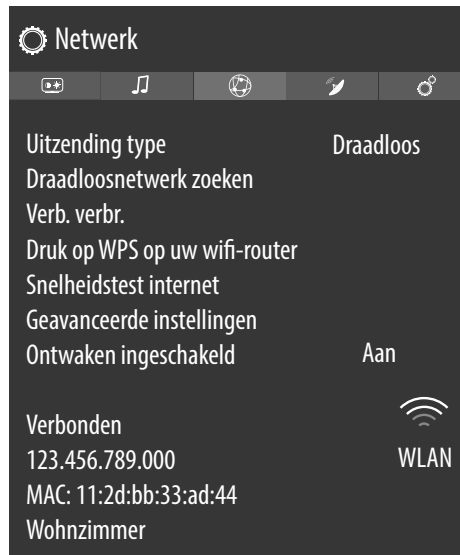 Netwerk
Uitzending type Draadloos
Draadloosnetwerk zoeken
Verb. verbr.
Druk op WPS op uw wifi-router
Snelheidstest internet
Geavanceerde instellingen
Ontwaken ingeschakeld Aan
Verbonden
123.456.789.000 WLAN
MAC: 11:2d:bb:33:ad:44
Wohnzimmer